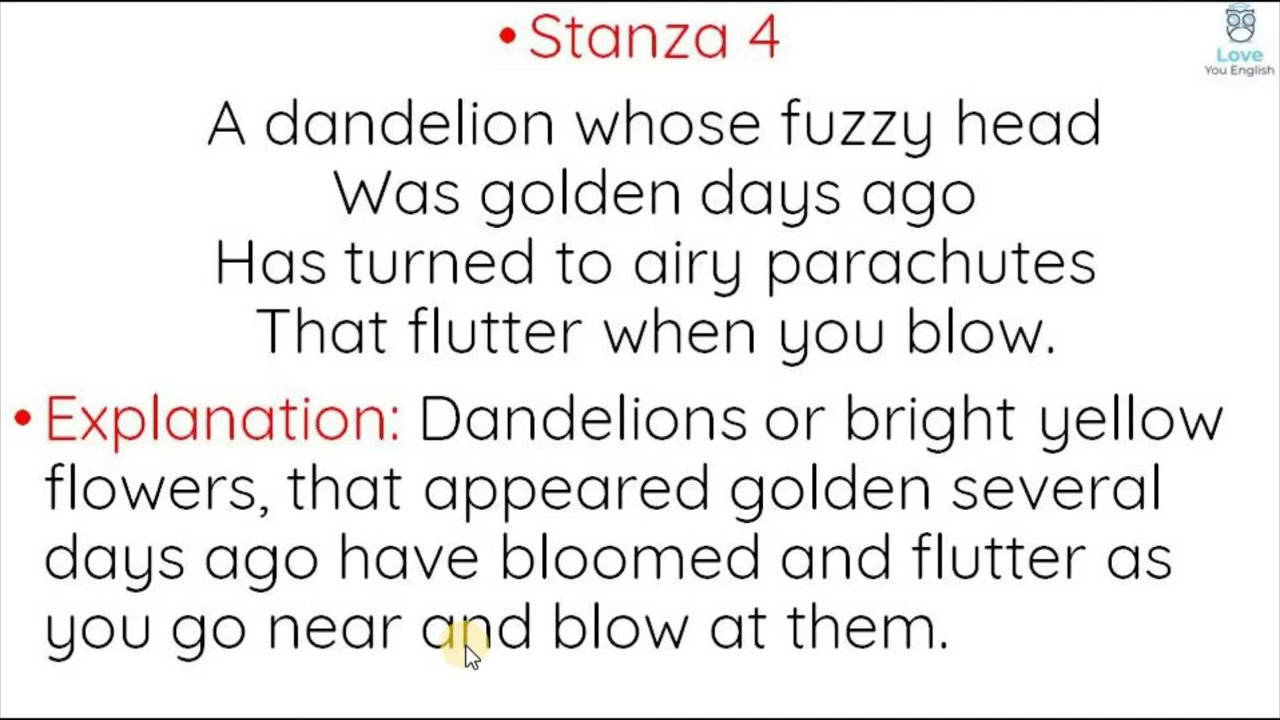 • Stanza 4
Love
You English
A dandelion whose fuzzy head
Was golden days ago
Has turned to airy parachutes
That flutter when you blow.
• Explanation: Dandelions or bright yellow
flowers, that appeared golden several
days ago have bloomed and flutter as
you go near and blow at them.